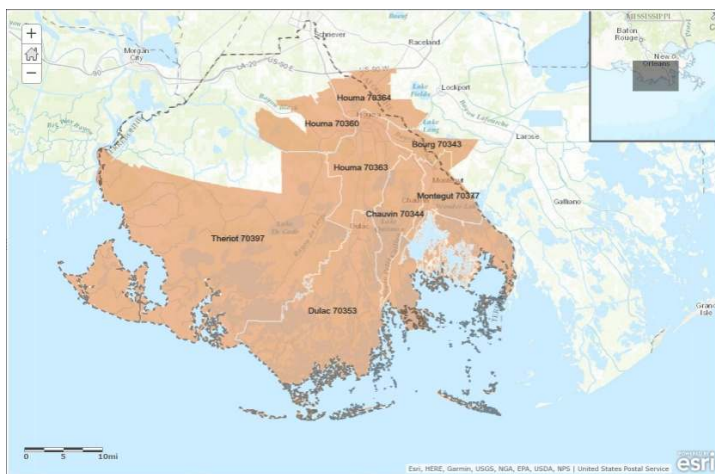 +
−
Schriever
Raceland
Morgan
City
Lockport
Larose
Galliano
Grand
Isle
Houma 70364
Houma 70360
Bourg 70343
Houma 70363
Montegut 70377
Chauvin 70344
Theriot 70397
Dulac 70353
MISSISSIPPI
Baton
Rouge
New
Orleans
0 5 10mi
Esri, HERE, Garmin, USGS, NGA, EPA, USDA, NPS | United States Postal Service
esri